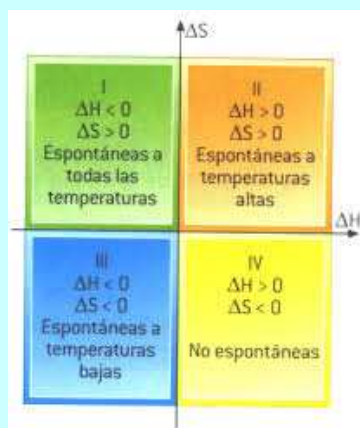 ΔS
I
ΔH < 0
ΔS > 0
Espontáneas a
todas las
temperaturas
II
ΔH > 0
ΔS > 0
Espontáneas a
temperaturas
altas
ΔH
III
ΔH < 0
ΔS < 0
Espontáneas a
temperaturas
bajas
IV
ΔH > 0
ΔS < 0
No espontáneas